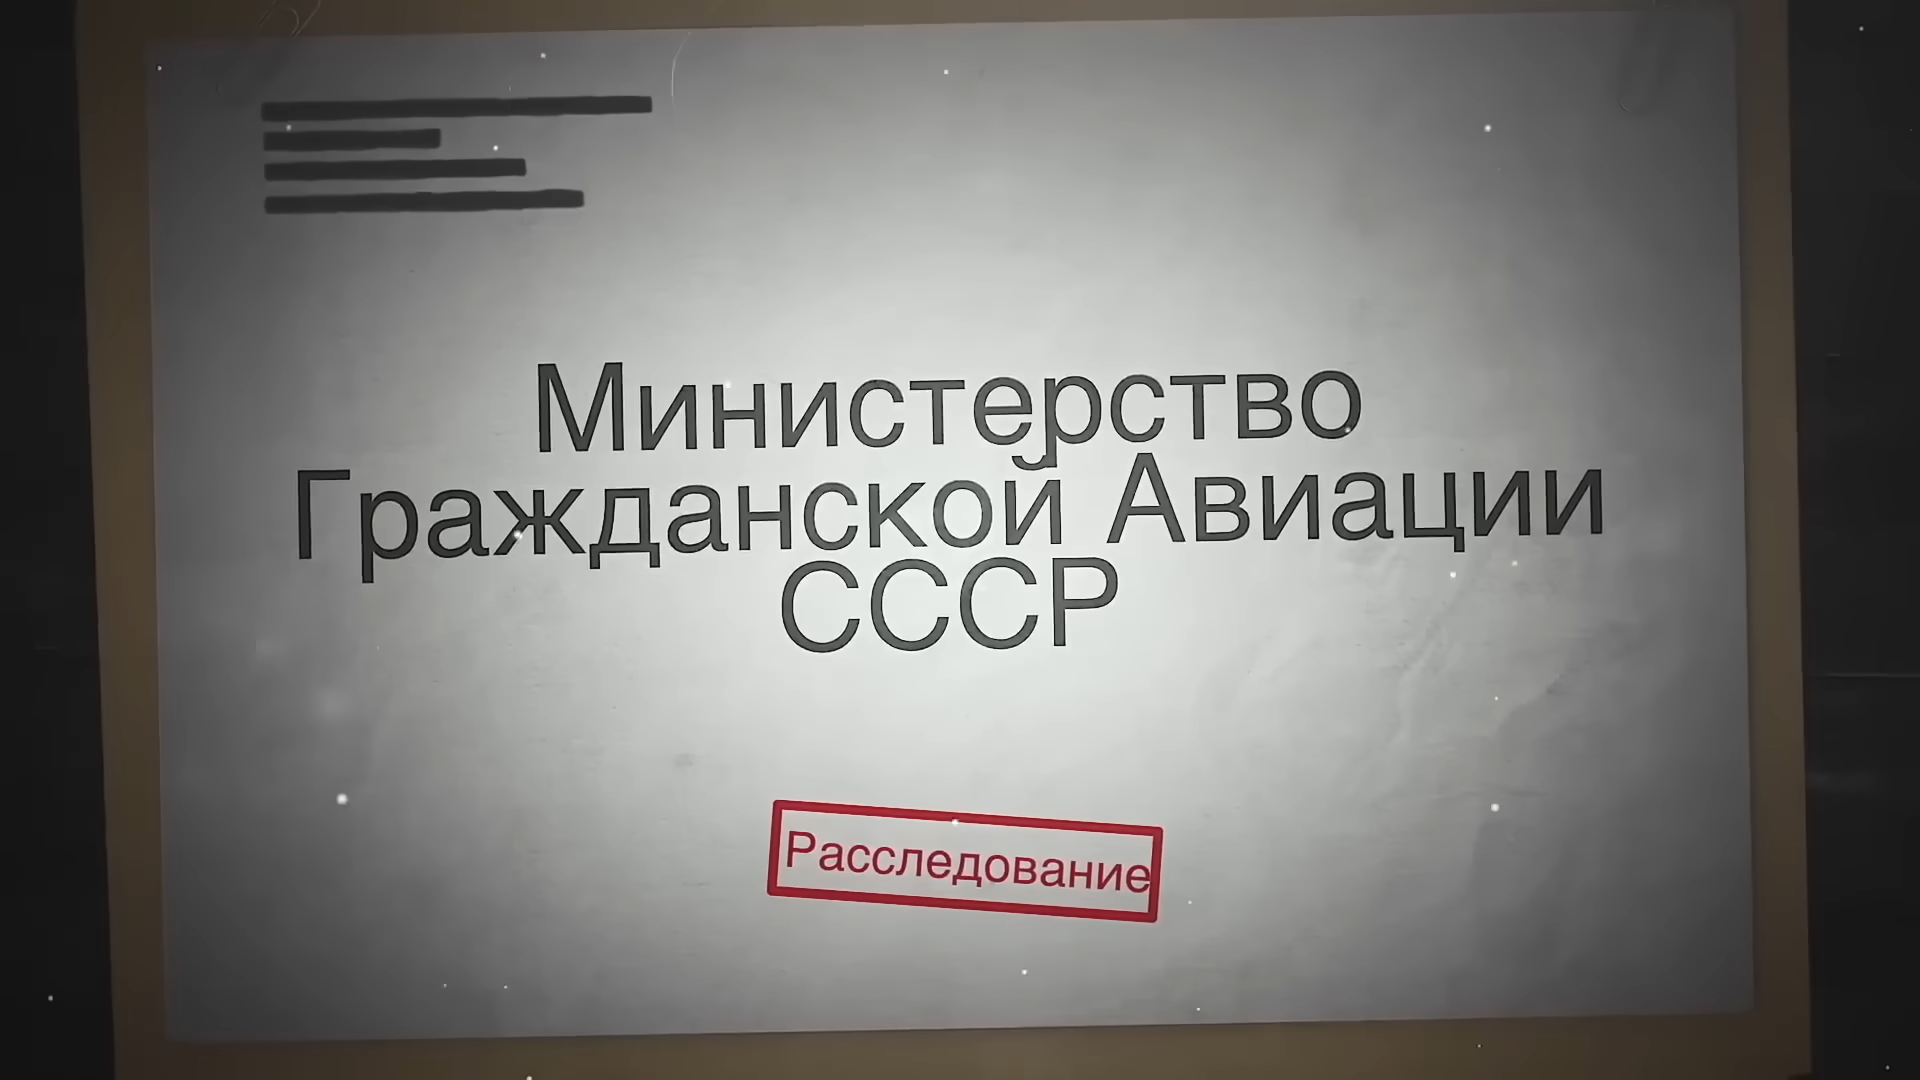 Министерство
Гражданской Авиации
СССР
Расследование